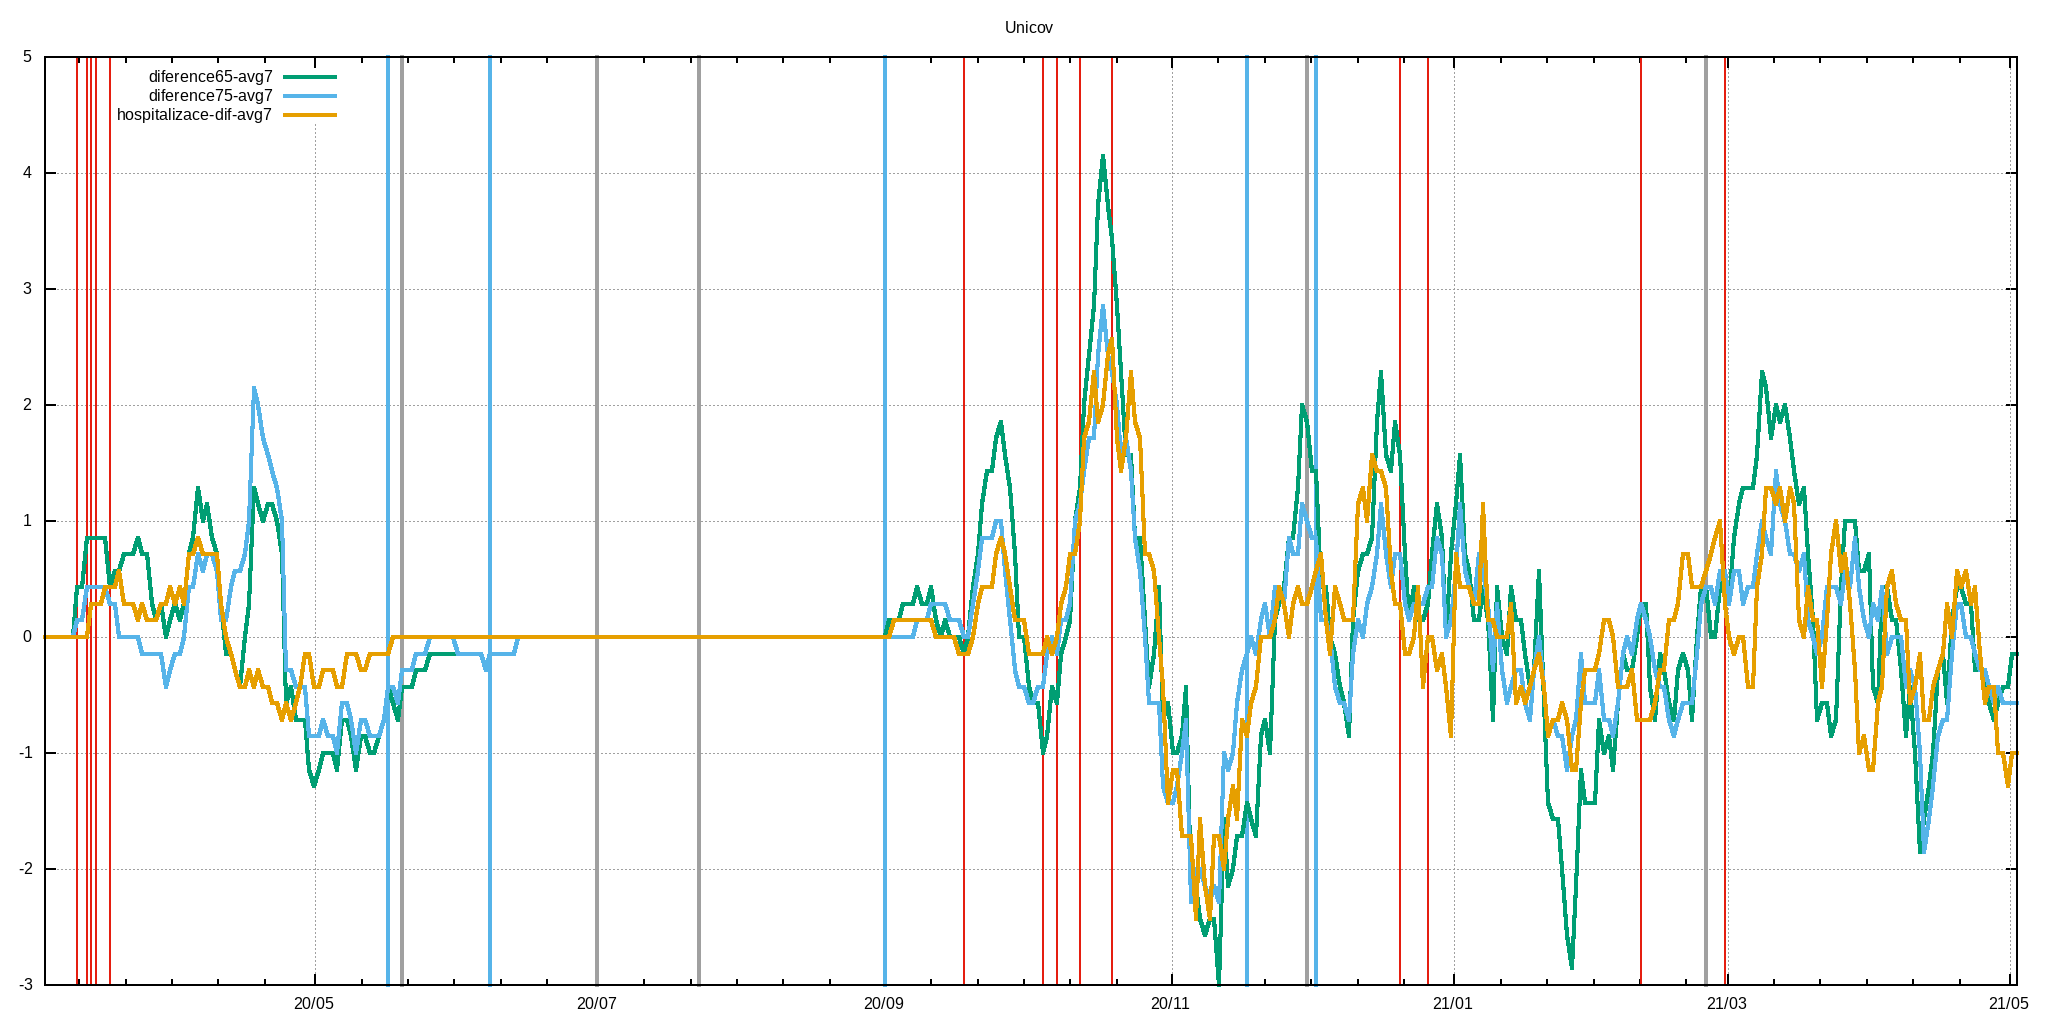 Unicov
5
diference65-avg7
diference75-avg7
hospitalizace-dif-avg7
4
3
2
1
0
-1
-2
-3
20/05 20/07 20/09 20/11 21/01 21/03 21/05